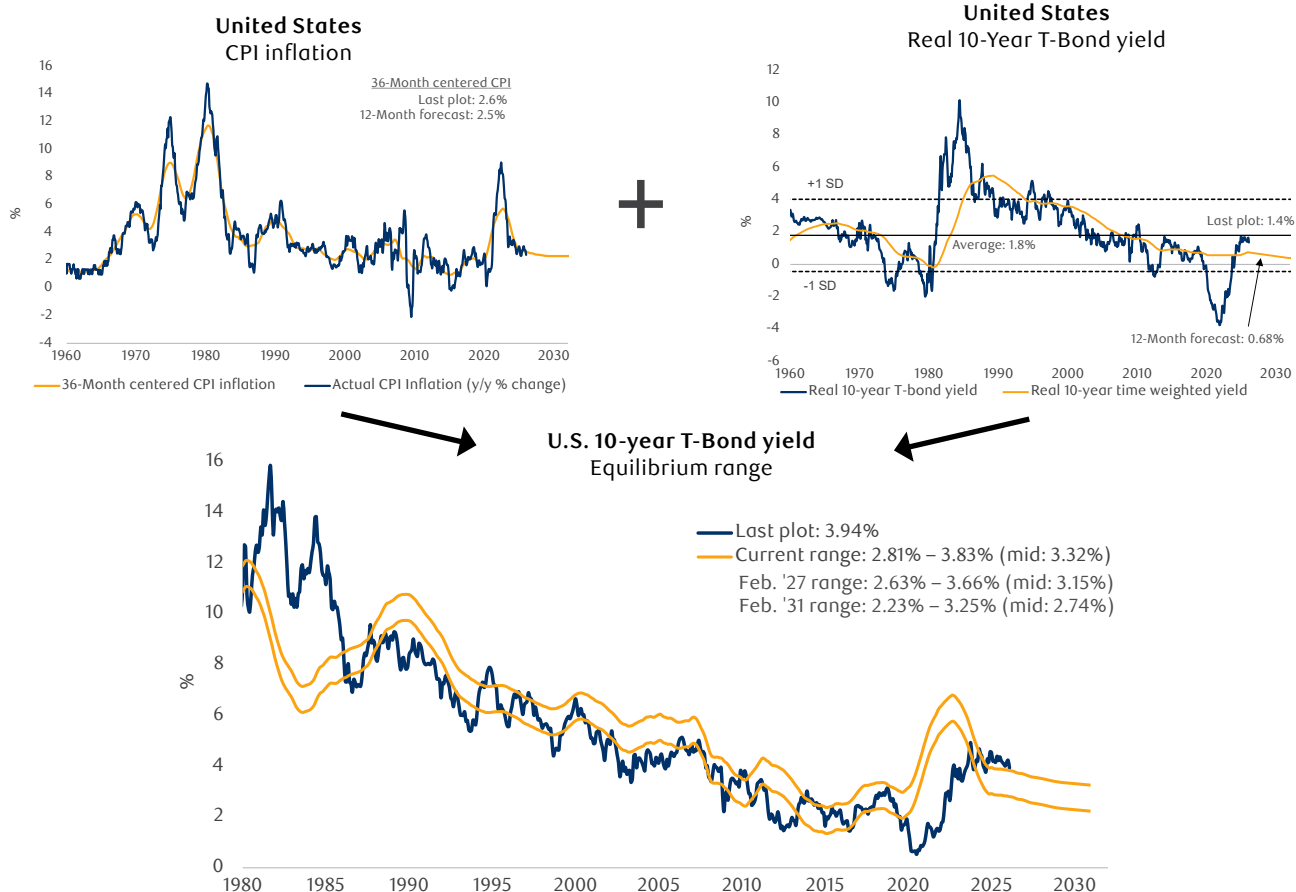 United States
CPI inflation
36-Month centered CPI
Last plot: 2.6%
12-Month forecast: 2.5%
%
16
14
12
10
8
6
4
2
0
-2
-4
1960 1970 1980 1990 2000 2010 2020 2030
36-Month centered CPI inflation Actual CPI Inflation (y/y % change)
+
United States
Real 10-Year T-Bond yield
%
12
10
8
6
4
2
0
-2
-4
-6
+1 SD
Last plot: 1.4%
Average: 1.8%
-1 SD
12-Month forecast: 0.68%
1960 1970 1980 1990 2000 2010 2020 2030
Real 10-year T-bond yield Real 10-year time weighted yield
U.S. 10-year T-Bond yield
Equilibrium range
Last plot: 3.94%
Current range: 2.81% – 3.83% (mid: 3.32%)
Feb. '27 range: 2.63% – 3.66% (mid: 3.15%)
Feb. '31 range: 2.23% – 3.25% (mid: 2.74%)
%
16
14
12
10
8
6
4
2
0
1980 1985 1990 1995 2000 2005 2010 2015 2020 2025 2030